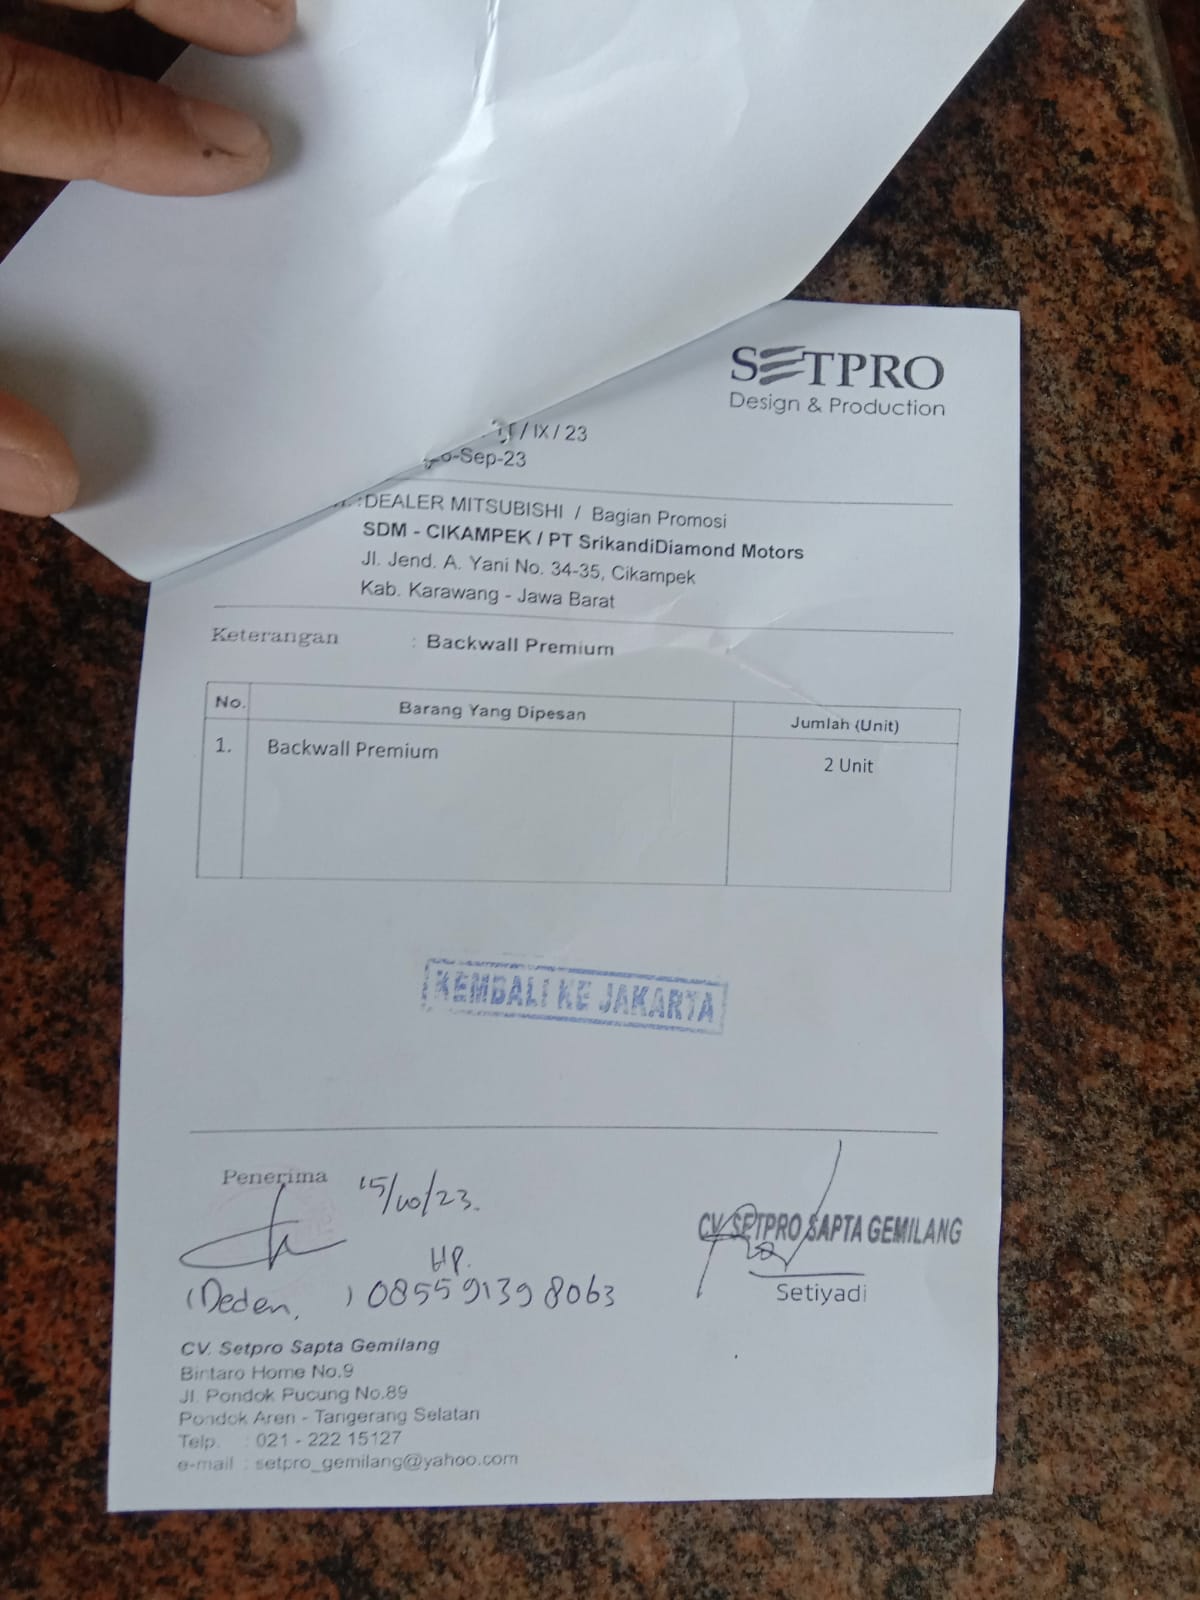 SETPRO
Design & Production
/ IX / 23
-Sep-23
: DEALER MITSUBISHI / Bagian Promosi
SDM - CIKAMPEK / PT SrikandiDiamond Motors
Jl. Jend. A. Yani No. 34-35, Cikampek
Kab. Karawang - Jawa Barat
Keterangan : Backwall Premium
No. Barang Yang Dipesan Jumlah (Unit)
1. Backwall Premium 2 Unit
KEMBALI KE JAKARTA
Penerima 15/10/23.
CV. SETPRO SAPTA GEMILANG
HP.
(Deden, ) 085591398063
Setiyadi
CV. Setpro Sapta Gemilang
Bintaro Home No.9
Jl. Pondok Pucung No.89
Pondok Aren - Tangerang Selatan
Telp. : 021 - 222 15127
e-mail : setpro_gemilang@yahoo.com